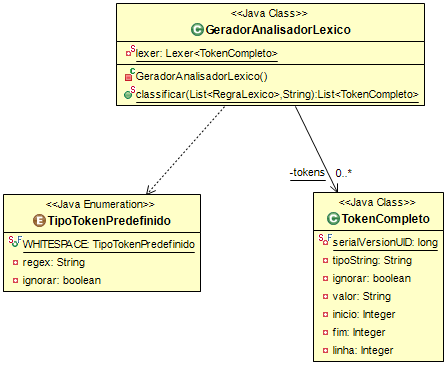 <<Java Class>>
GeradorAnalisadorLexico
lexer: Lexer<TokenCompleto>
GeradorAnalisadorLexico()
classificar(List<RegraLexico>,String):List<TokenCompleto>
-tokens 0..*
<<Java Enumeration>>
TipoTokenPredefinido
WHITESPACE: TipoTokenPredefinido
regex: String
ignorar: boolean
<<Java Class>>
TokenCompleto
serialVersionUID: long
tipoString: String
ignorar: boolean
valor: String
inicio: Integer
fim: Integer
linha: Integer